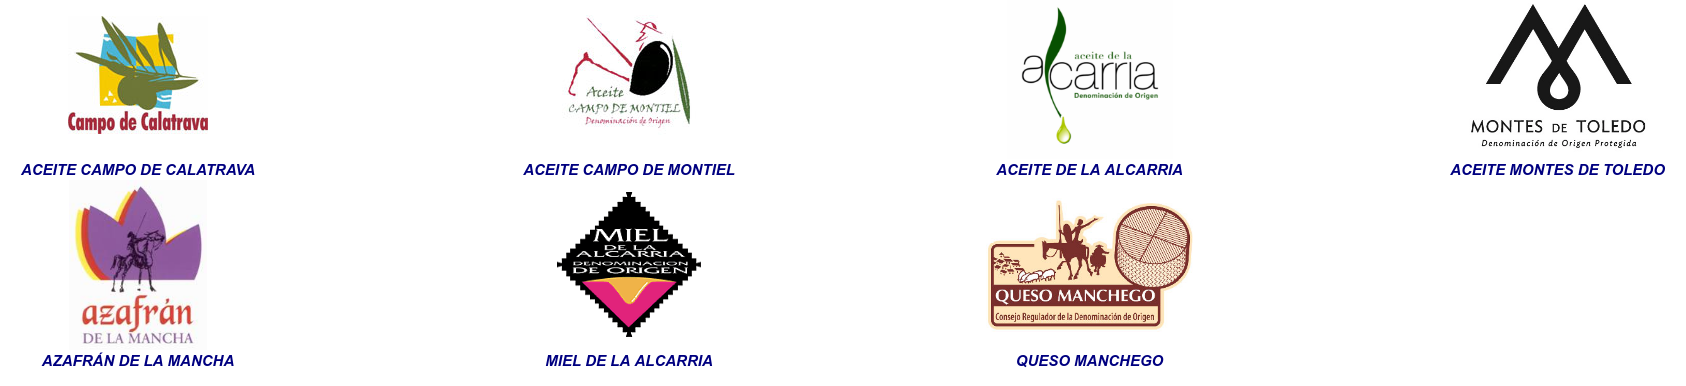 Campo de Calatrava
Aceite
CAMPO DE MONTIEL
Denominación de Origen
aceite de la
alcarria
Denominación de Origen
MONTES DE TOLEDO
Denominación de Origen Protegida
ACEITE CAMPO DE CALATRAVA
ACEITE CAMPO DE MONTIEL
ACEITE DE LA ALCARRIA
ACEITE MONTES DE TOLEDO
azafrán
DE LA MANCHA
MIEL
DE LA
ALCARRIA
DENOMINACION
DE ORIGEN
QUESO MANCHEGO
Consejo Regulador de la Denominación de Origen
AZAFRÁN DE LA MANCHA
MIEL DE LA ALCARRIA
QUESO MANCHEGO